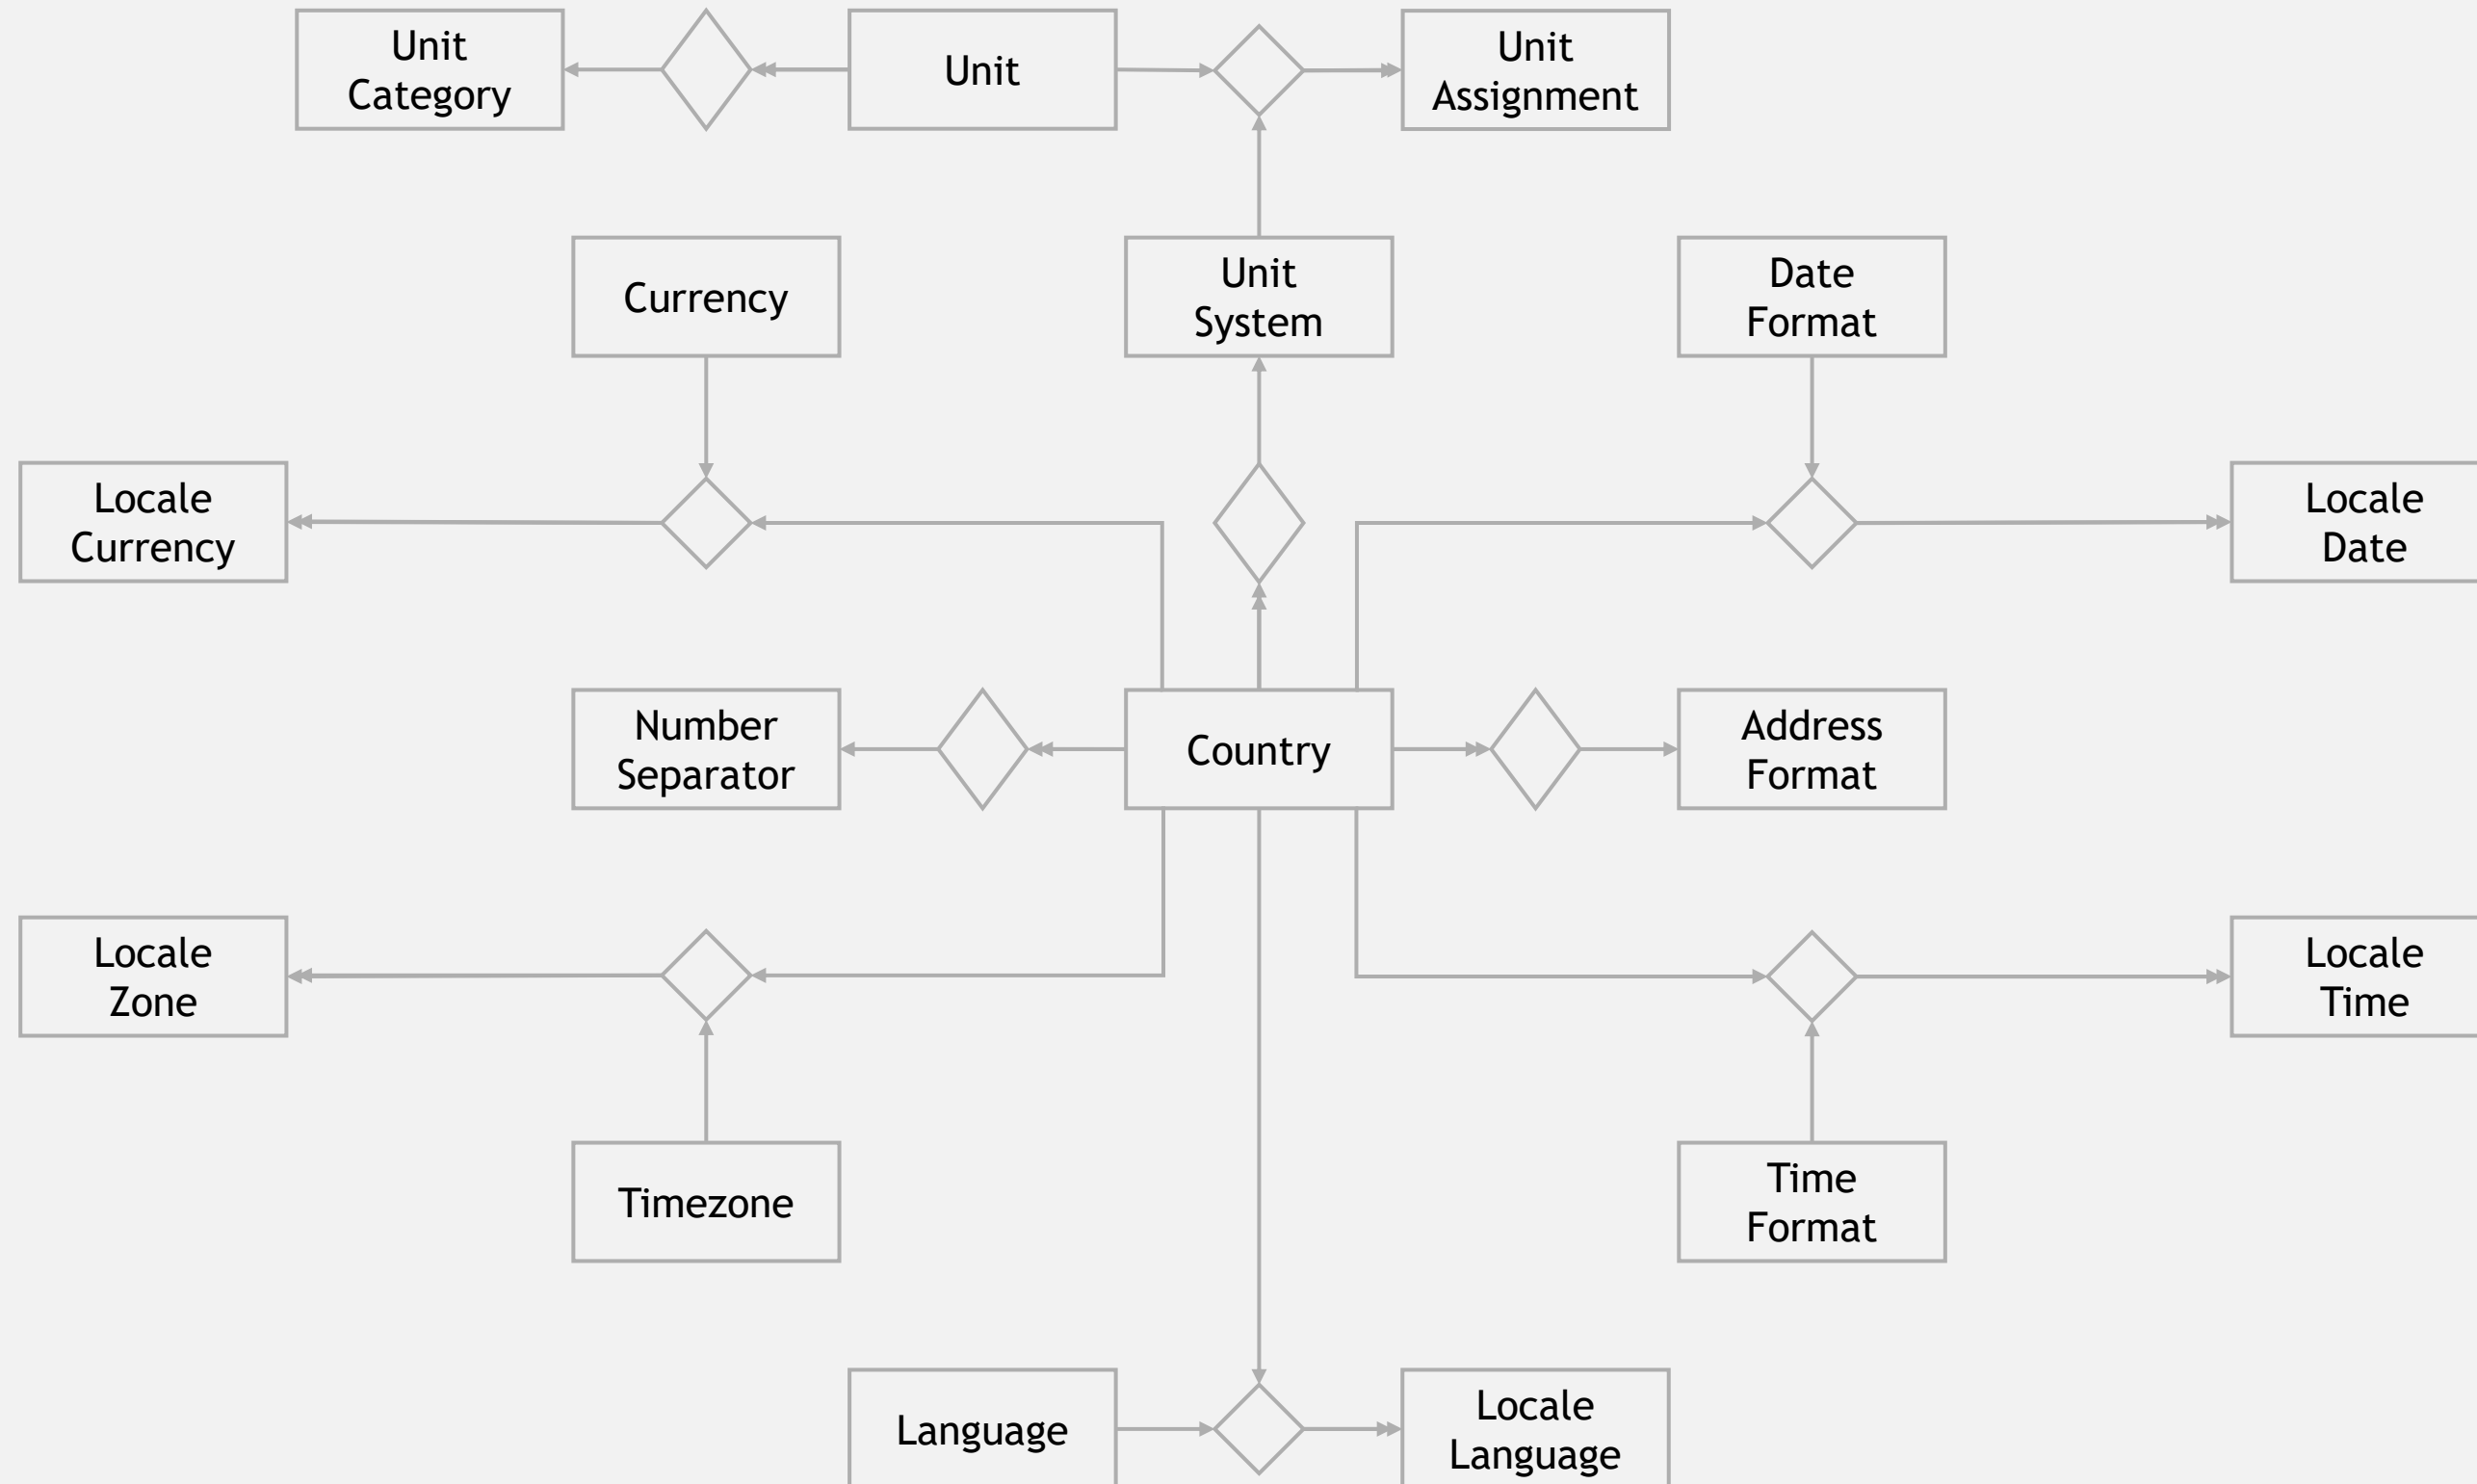 Unit
Category
Unit
Unit
Assignment
Currency
Unit
System
Date
Format
Locale
Currency
Locale
Date
Number
Separator
Country
Address
Format
Locale
Zone
Locale
Time
Timezone
Time
Format
Language
Locale
Language